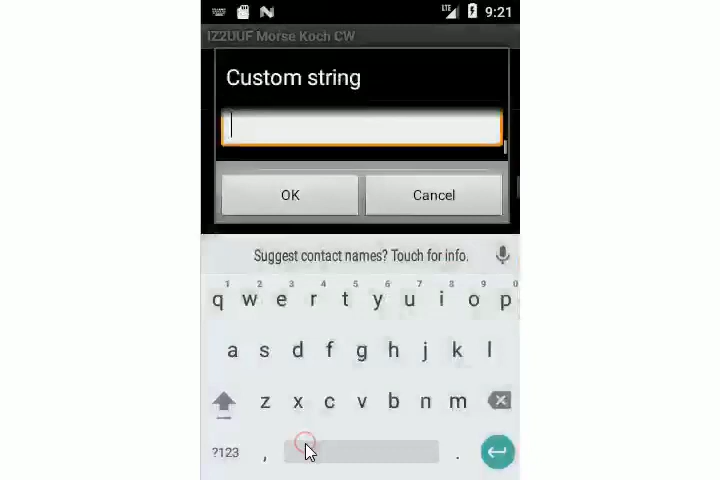 LTE 9:21
IZ2UUF Morse Koch CW
Custom string
OK Cancel
Suggest contact names? Touch for info.
1 2 3 4 5 6 7 8 9 0
q w e r t y u i o p
a s d f g h j k l
z x c v b n m
?123 , .